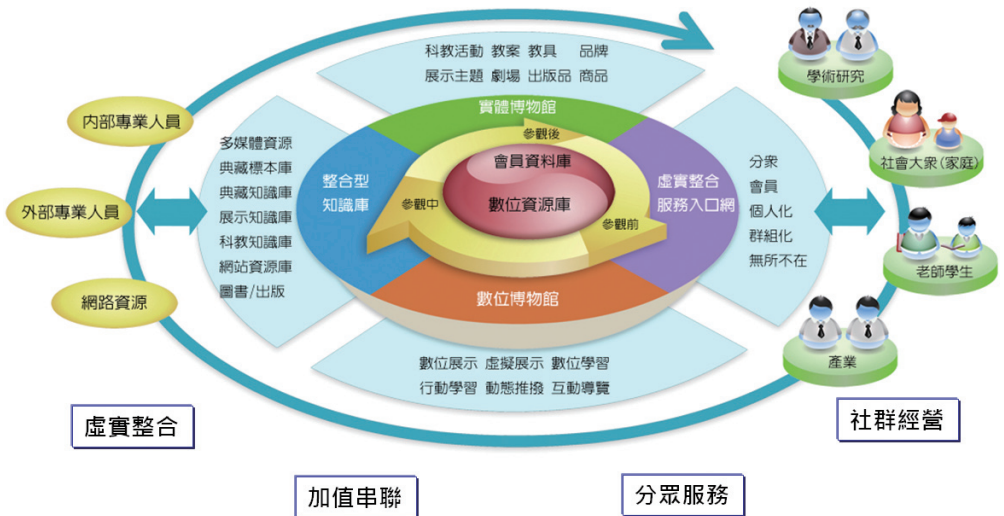 科教活動 教案 教具 品牌
展示主題 劇場 出版品 商品
學術研究
社會大眾(家庭)
老師學生
產業
內部專業人員
外部專業人員
網路資源
多媒體資源
典藏標本庫
典藏知識庫
展示知識庫
科教知識庫
網站資源庫
圖書/出版
實體博物館
整合型
知識庫
參觀後
參觀中
參觀前
會員資料庫
數位資源庫
虛實整合
服務入口網
數位博物館
分眾
會員
個人化
群組化
無所不在
數位展示 虛擬展示 數位學習
行動學習 動態推撥 互動導覽
虛實整合
加值串聯
分眾服務
社群經營